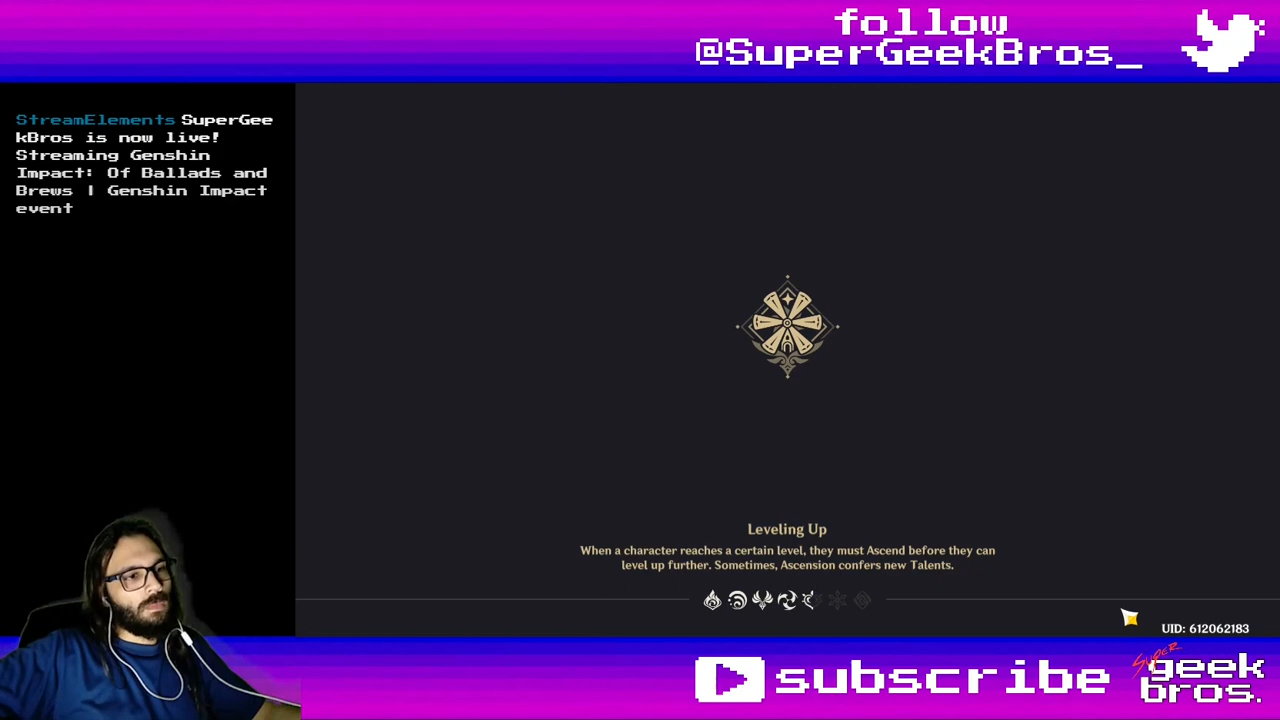 follow
@SuperGeekBros_
StreamElements SuperGee
kBros is now live!
Streaming Genshin
Impact: Of Ballads and
Brews | Genshin Impact
event
Leveling Up
When a character reaches a certain level, they must Ascend before they can
level up further. Sometimes, Ascension confers new Talents.
UID: 612062183
subscribe
SUPER
geek
bros.